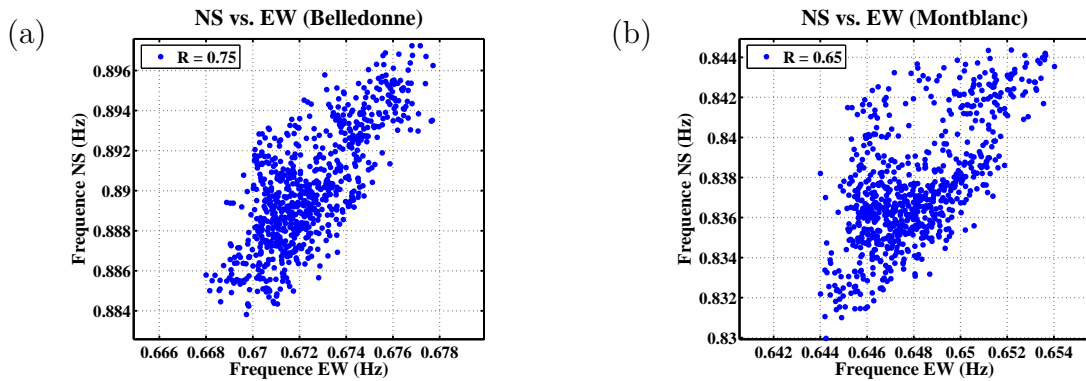 (a)
NS vs. EW (Belledonne)
R = 0.75
Frequence NS (Hz)
0.896
0.894
0.892
0.89
0.888
0.886
0.884
0.666 0.668 0.67 0.672 0.674 0.676 0.678
Frequence EW (Hz)
(b)
NS vs. EW (Montblanc)
R = 0.65
Frequence NS (Hz)
0.844
0.842
0.84
0.838
0.836
0.834
0.832
0.83
0.642 0.644 0.646 0.648 0.65 0.652 0.654
Frequence EW (Hz)